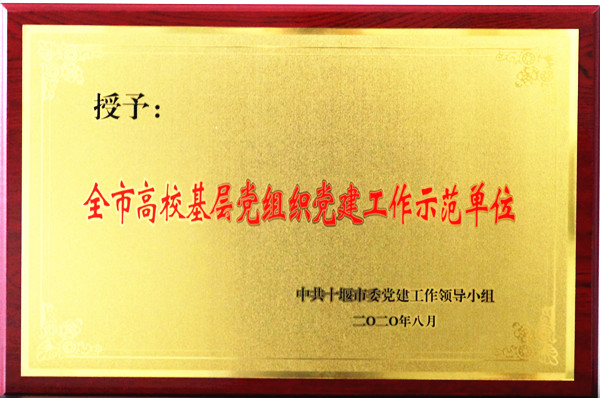 授予：
全市高校基层党组织党建工作示范单位
中共十堰市委党建工作领导小组
二〇二〇年八月